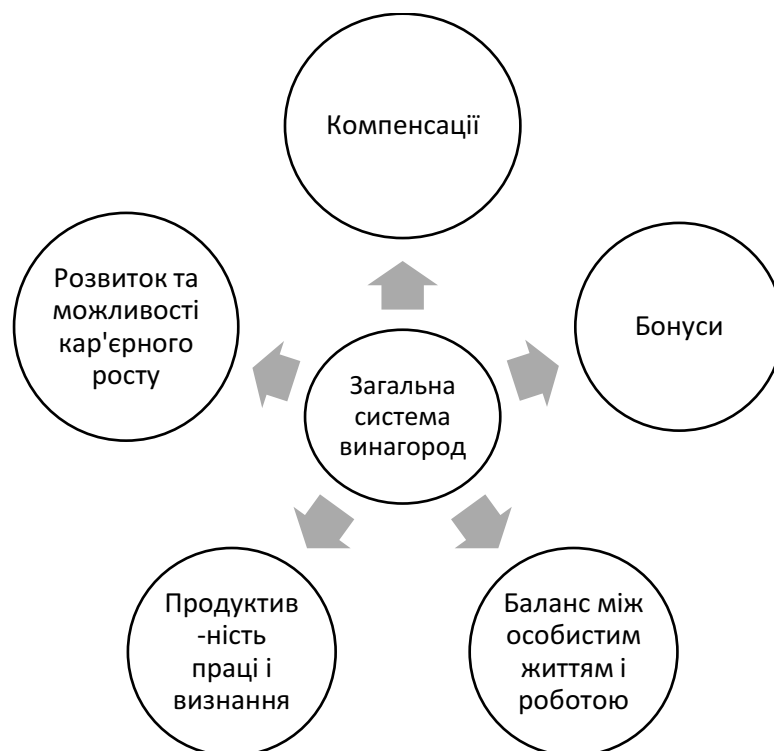 Компенсації
Розвиток та
можливості
кар'єрного
росту
Бонуси
Загальна
система
винагород
Продуктив
-ність
праці і
визнання
Баланс між
особистим
життям і
роботою